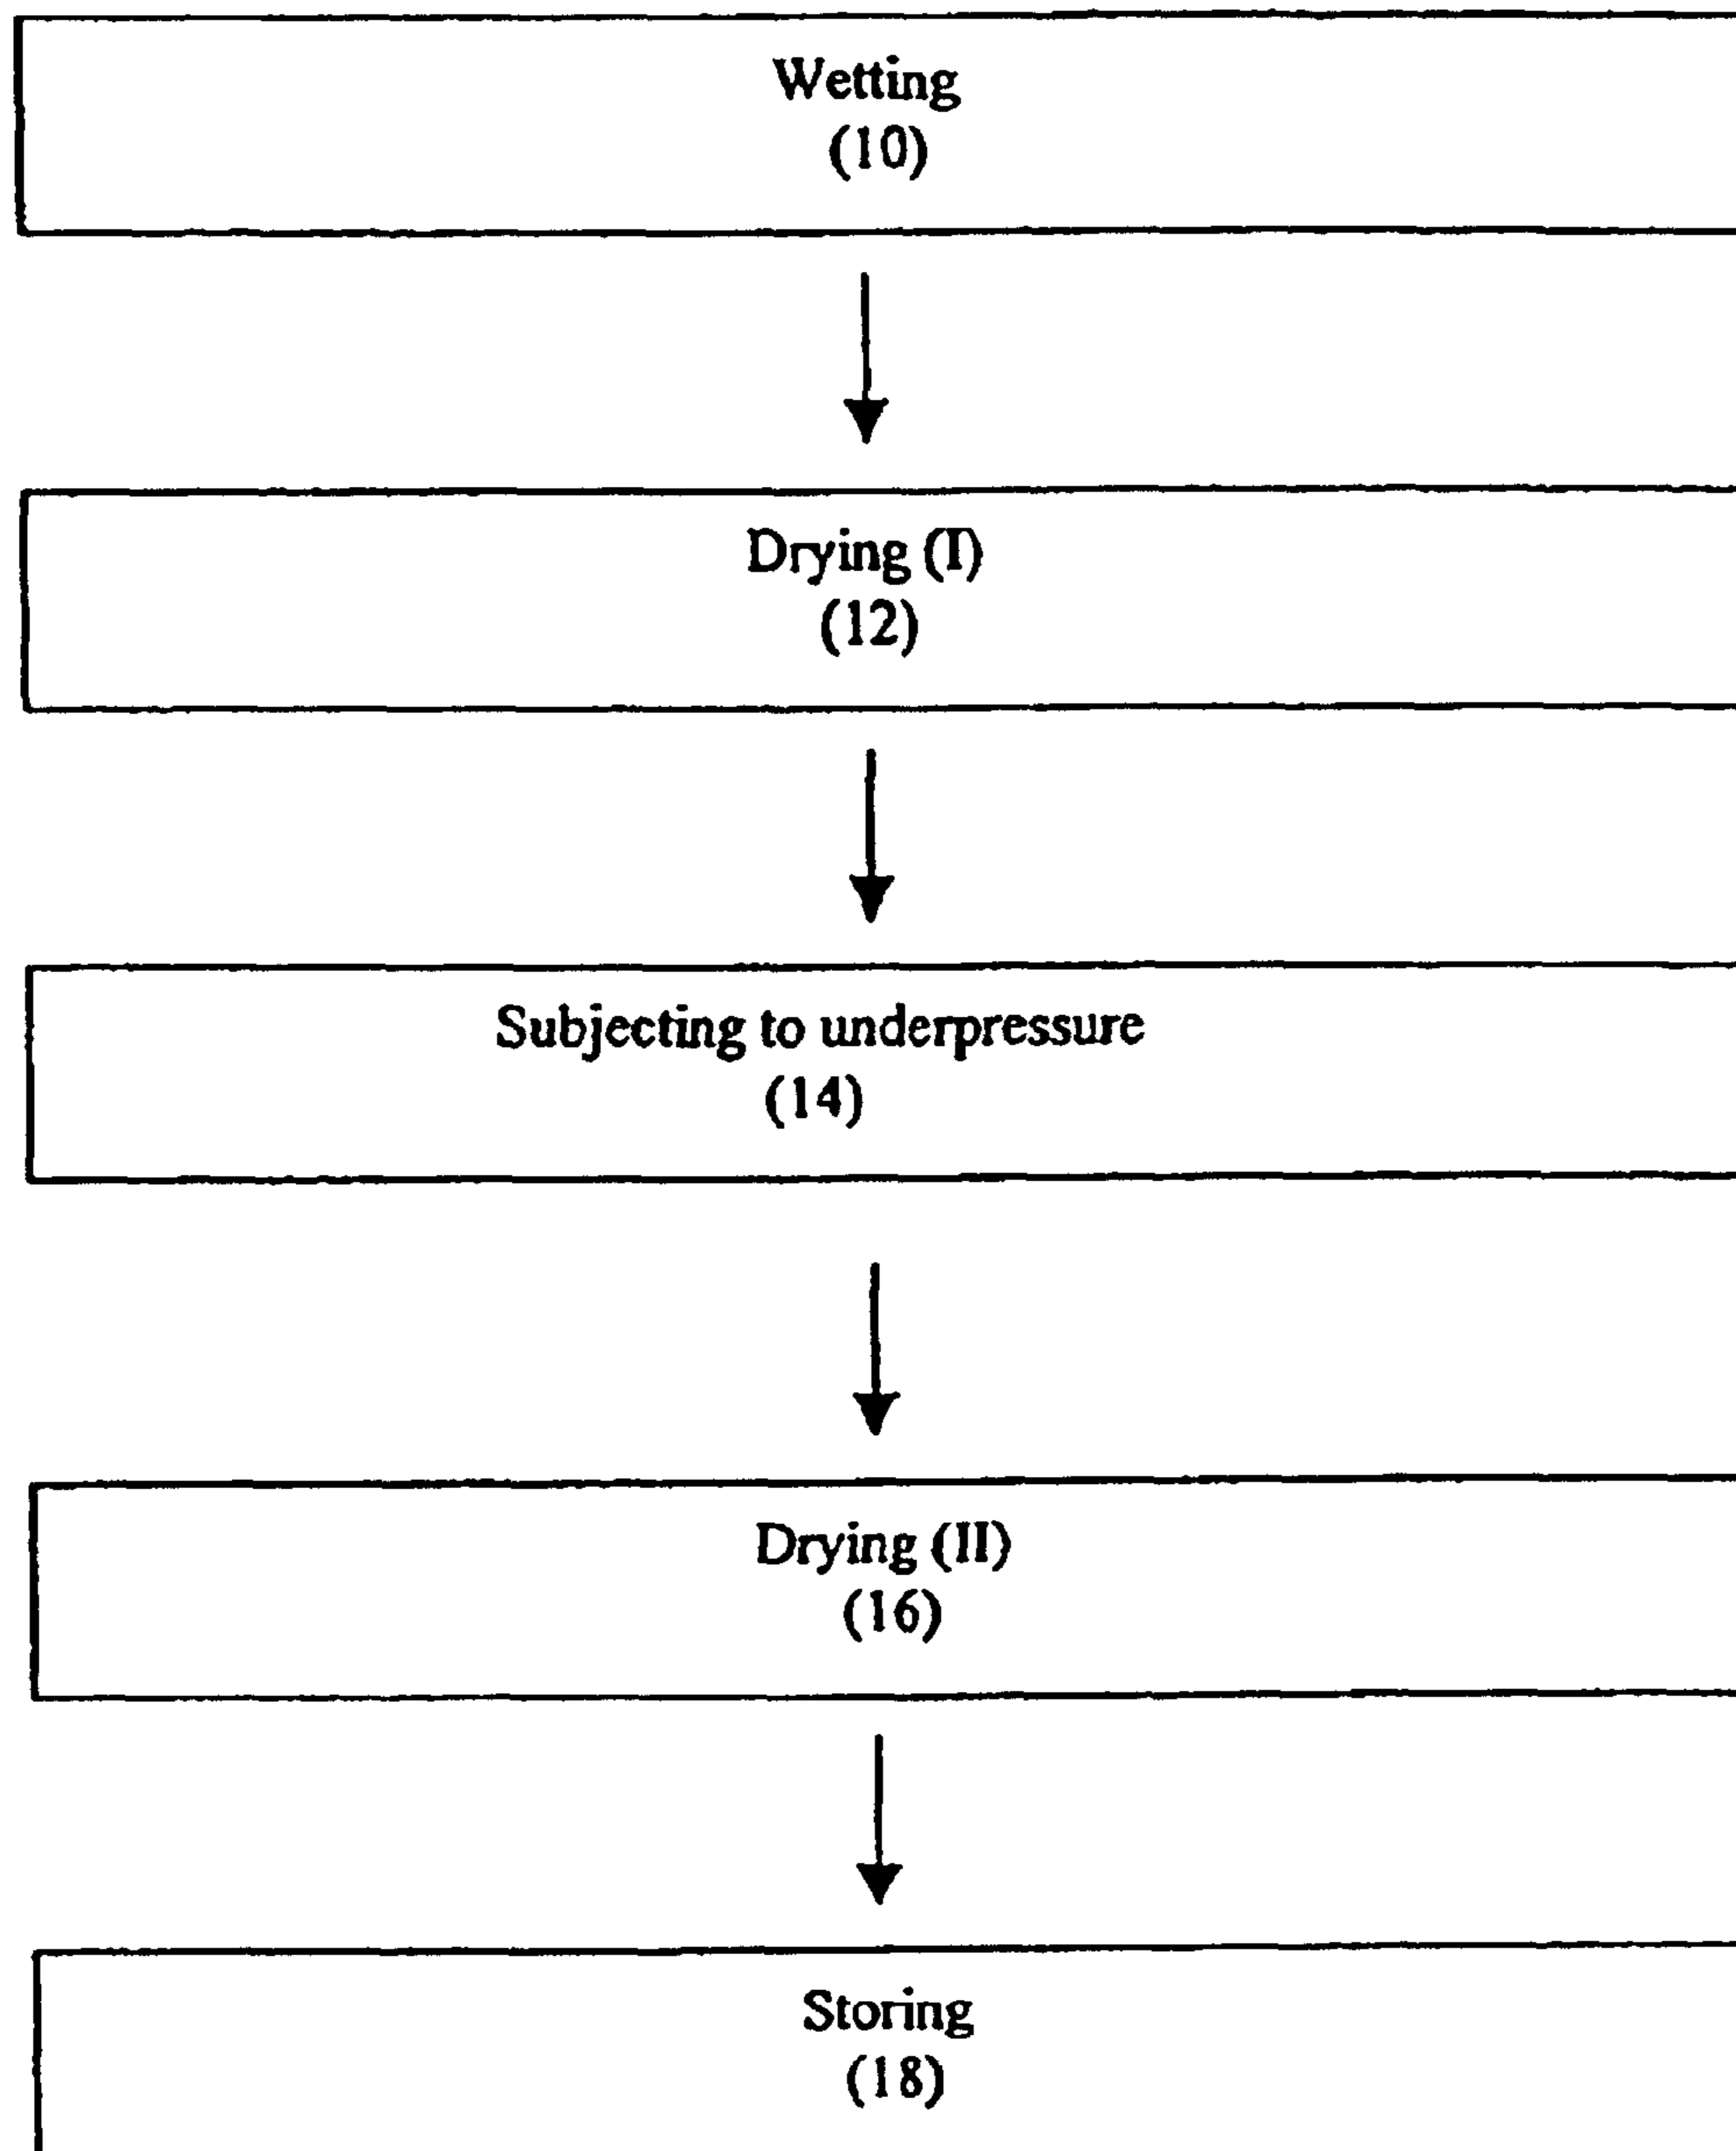 Wetting
(10)
Drying (I)
(12)
Subjecting to underpressure
(14)
Drying (II)
(16)
Storing
(18)